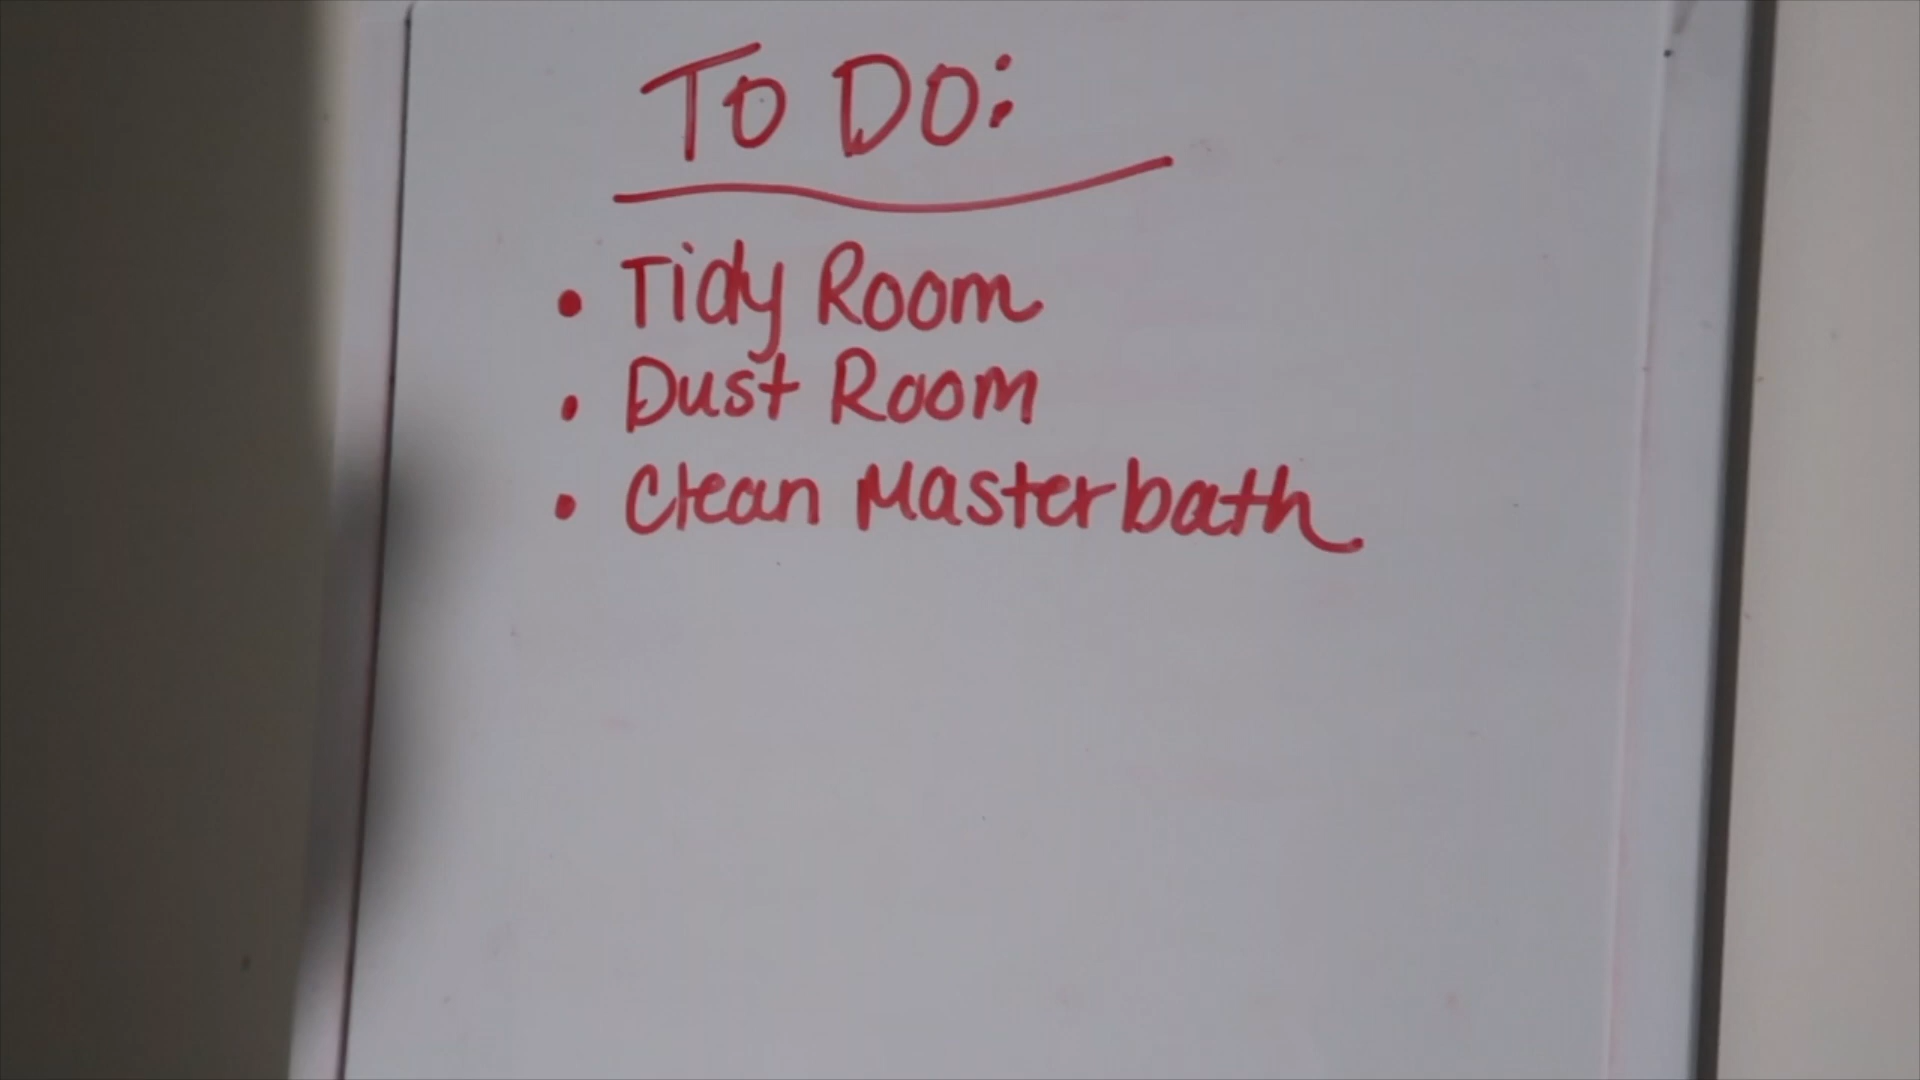 TO DO:
• Tidy Room
• Dust Room
• Clean Masterbath